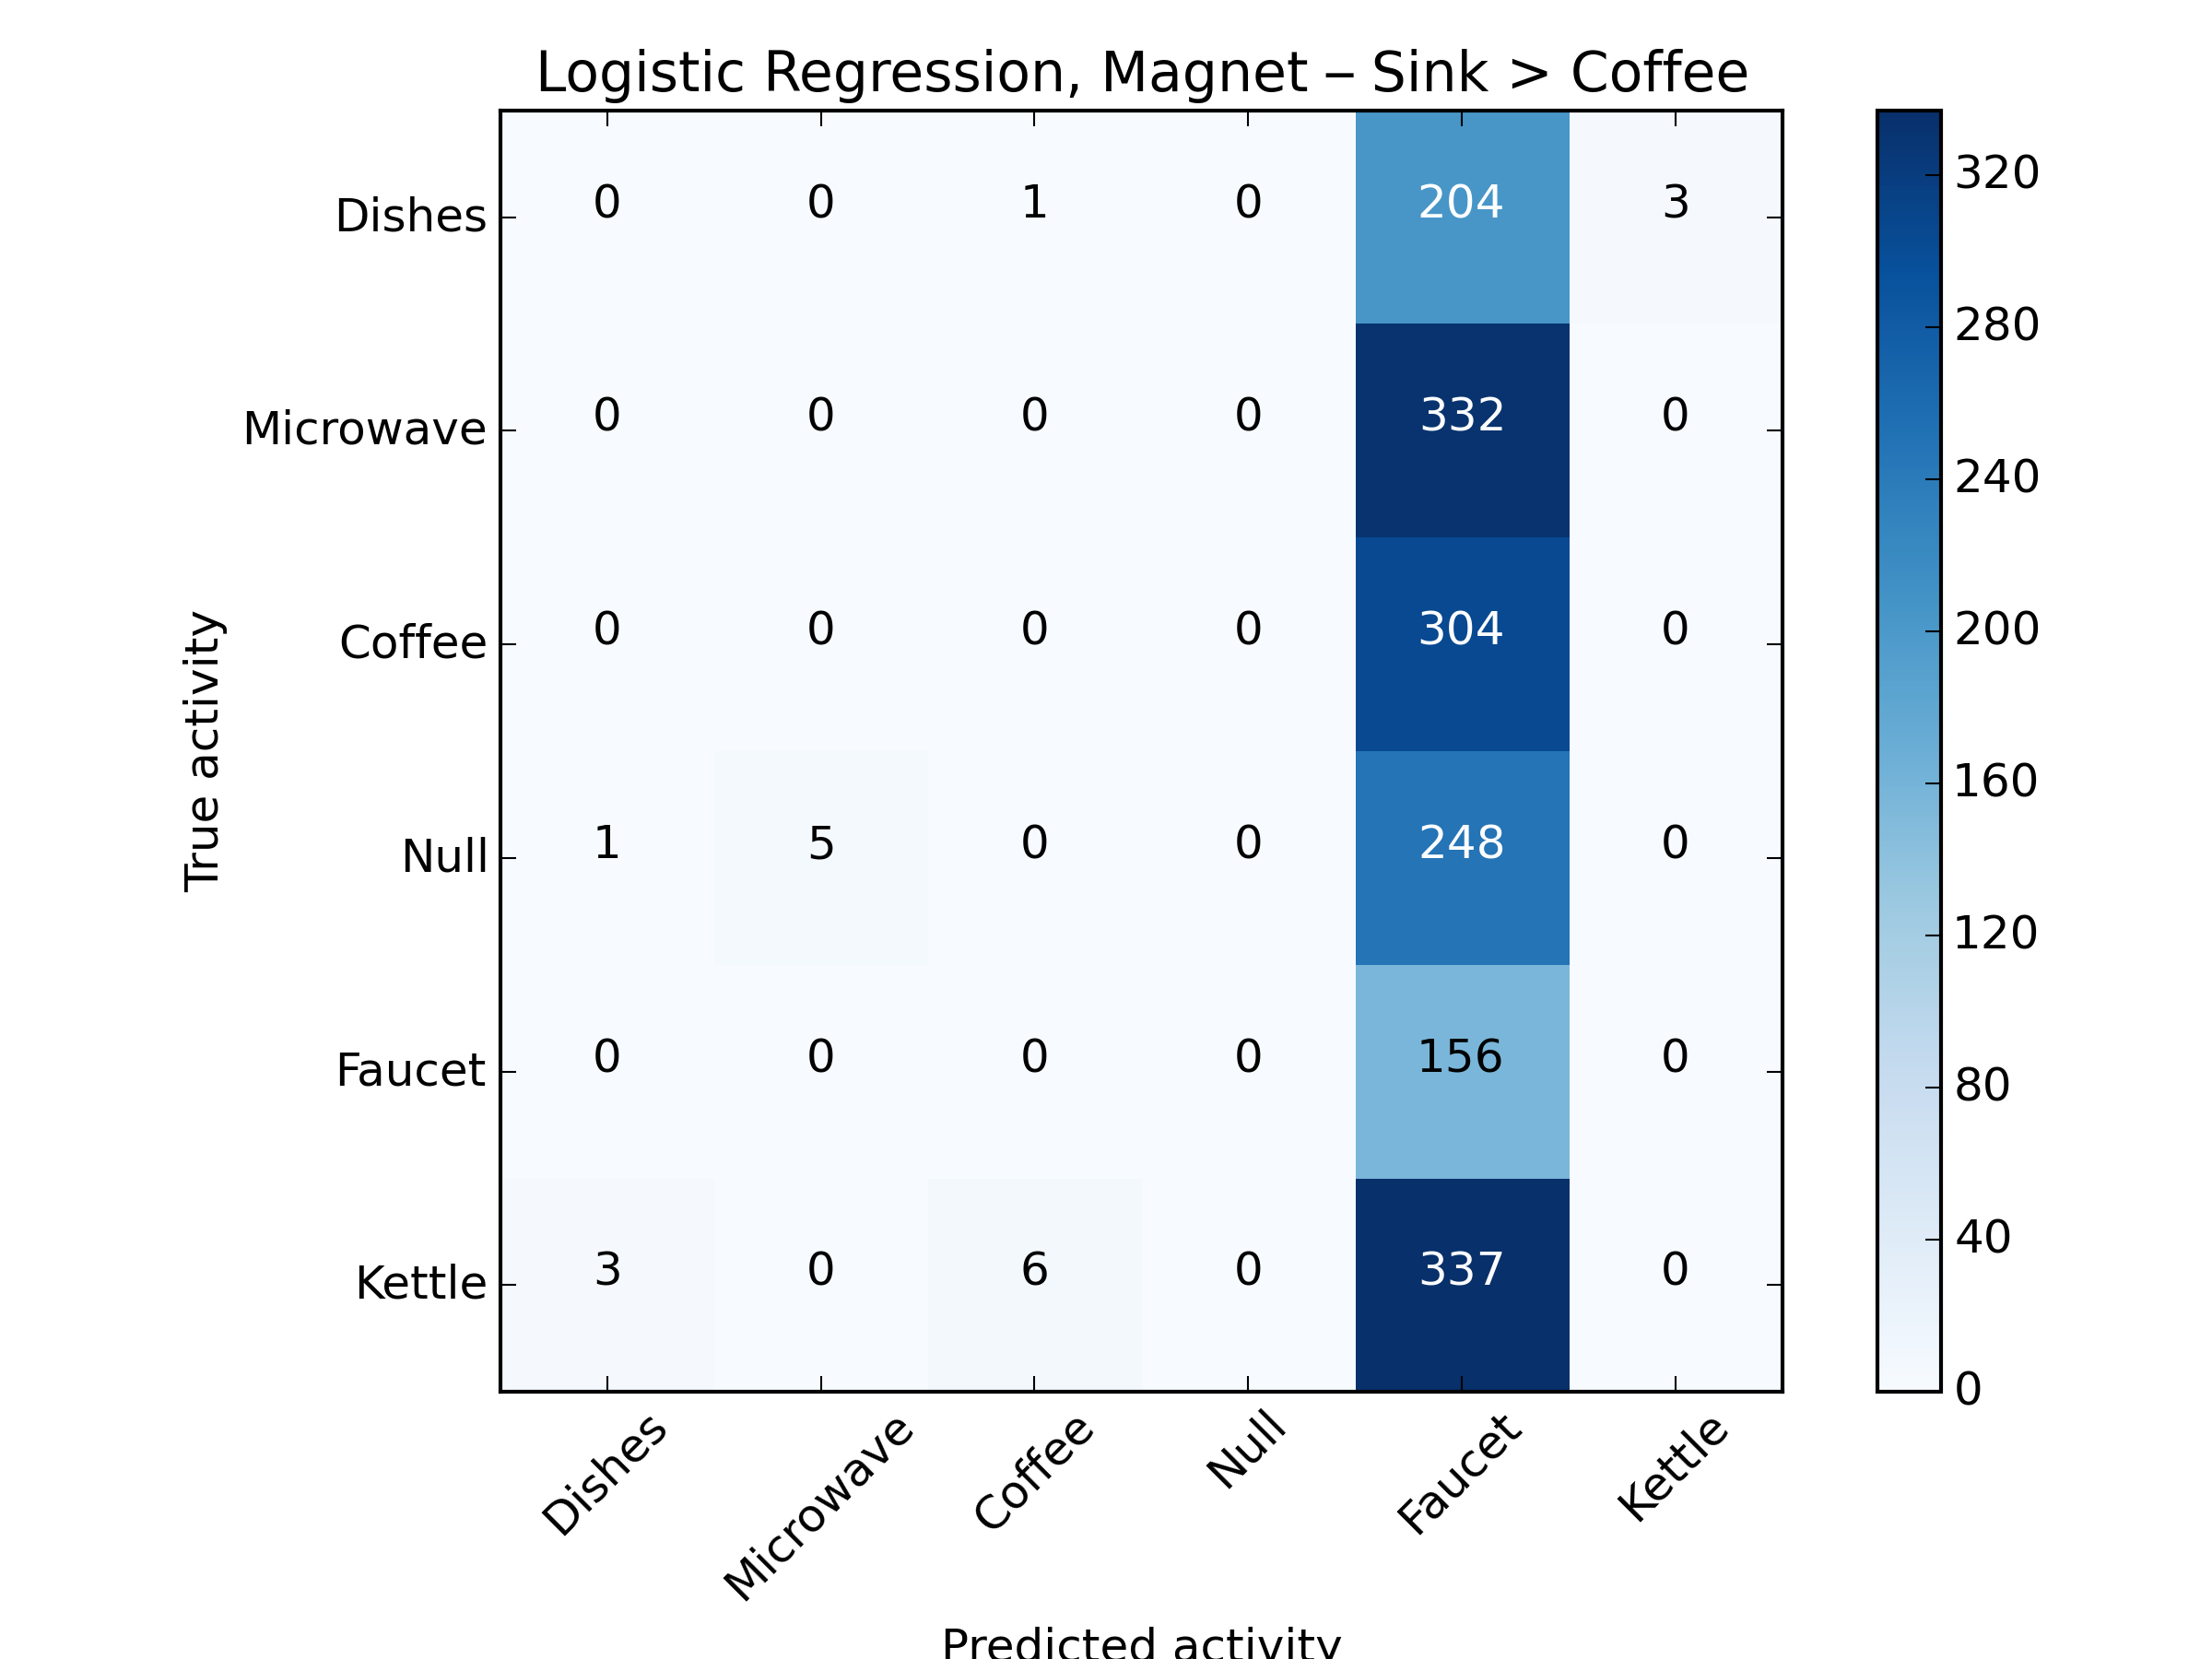 Logistic Regression, Magnet – Sink > Coffee
Dishes 0 0 1 0 204 3
Microwave 0 0 0 0 332 0
Coffee 0 0 0 0 304 0
Null 1 5 0 0 248 0
Faucet 0 0 0 0 156 0
Kettle 3 0 6 0 337 0
True activity
Dishes Microwave Coffee Null Faucet Kettle
Predicted activity
320
280
240
200
160
120
80
40
0